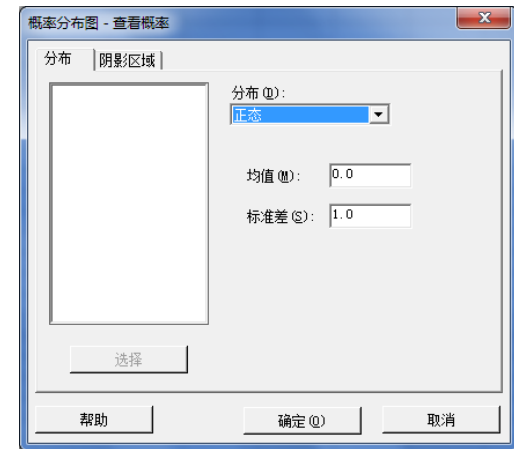 概率分布图 - 查看概率
分布 阴影区域
分布(D):
正态
均值(M): 0.0
标准差(S): 1.0
选择
帮助 确定(O) 取消